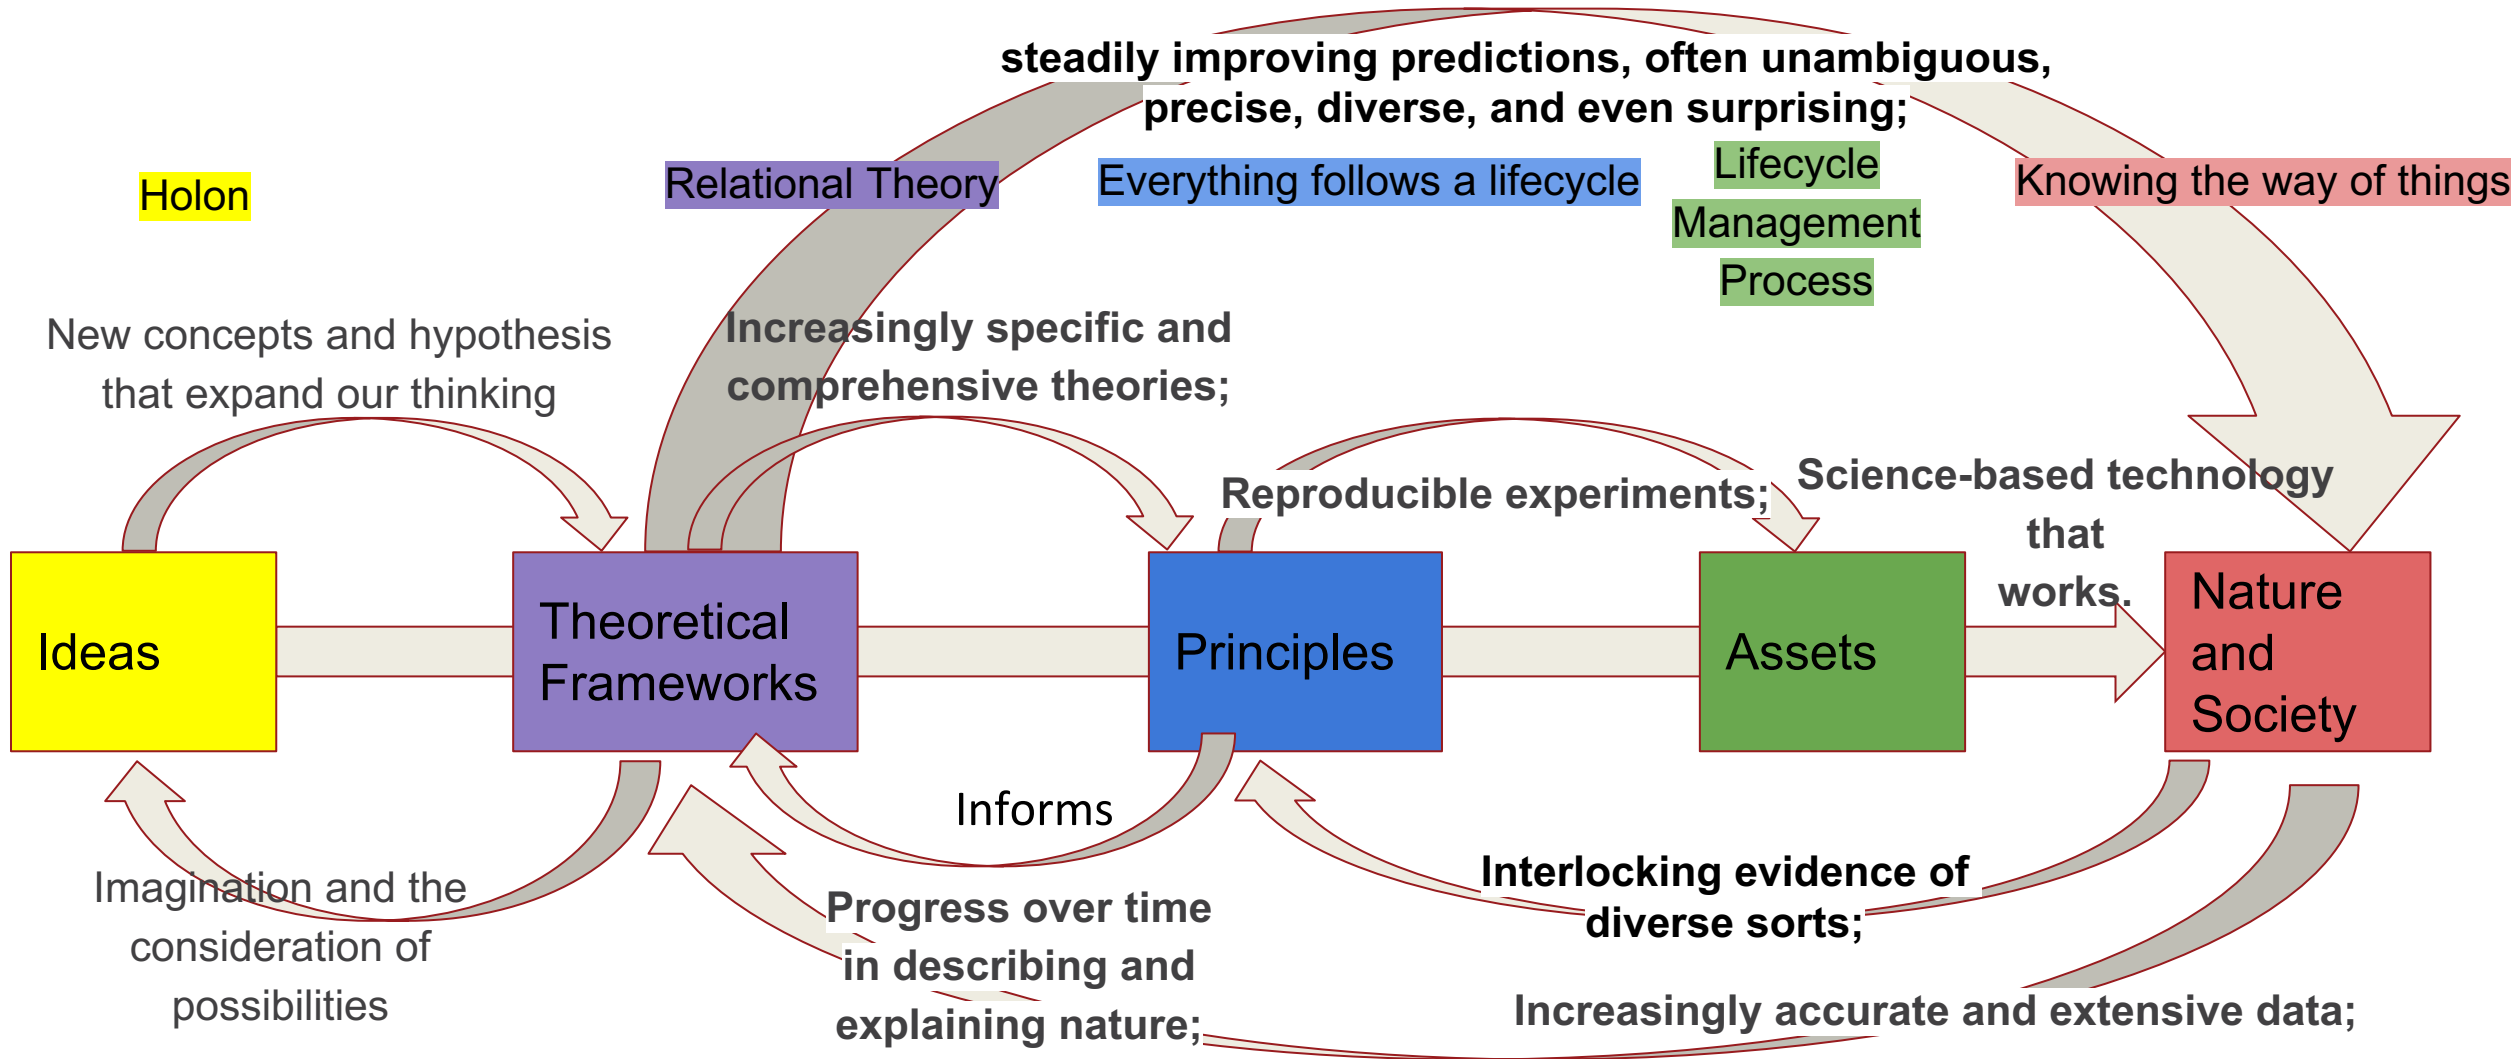 steadily improving predictions, often unambiguous,
precise, diverse, and even surprising;
Holon
Relational Theory
Everything follows a lifecycle
Lifecycle
Management
Process
Knowing the way of things
New concepts and hypothesis
that expand our thinking
Increasingly specific and
comprehensive theories;
Reproducible experiments;
Science-based technology
that
works.
Ideas
Theoretical
Frameworks
Principles
Assets
Nature
and
Society
Informs
Imagination and the
consideration of
possibilities
Progress over time
in describing and
explaining nature;
Interlocking evidence of
diverse sorts;
Increasingly accurate and extensive data;